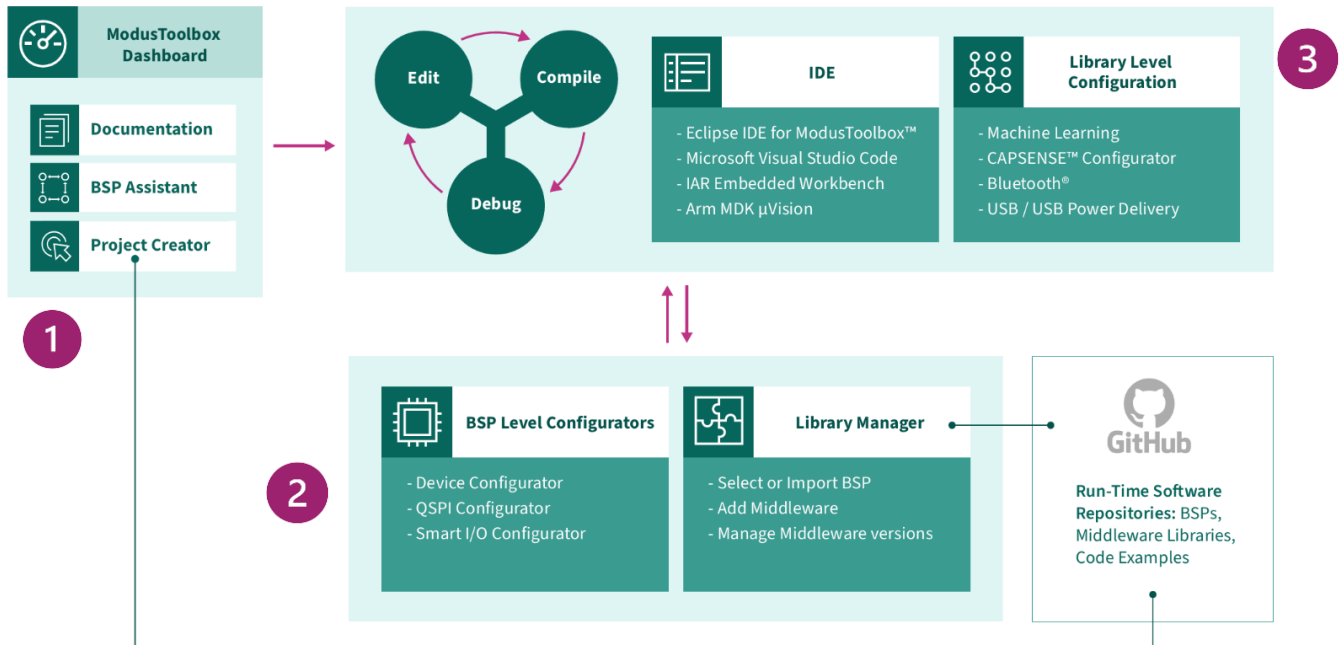 ModusToolbox
Dashboard
Documentation
BSP Assistant
Project Creator
1
Edit
Compile
Debug
IDE
- Eclipse IDE for ModusToolbox™
- Microsoft Visual Studio Code
- IAR Embedded Workbench
- Arm MDK µVision
Library Level
Configuration
- Machine Learning
- CAPSENSE™ Configurator
- Bluetooth®
- USB / USB Power Delivery
3
2
BSP Level Configurators
- Device Configurator
- QSPI Configurator
- Smart I/O Configurator
Library Manager
- Select or Import BSP
- Add Middleware
- Manage Middleware versions
GitHub
Run-Time Software
Repositories: BSPs,
Middleware Libraries,
Code Examples